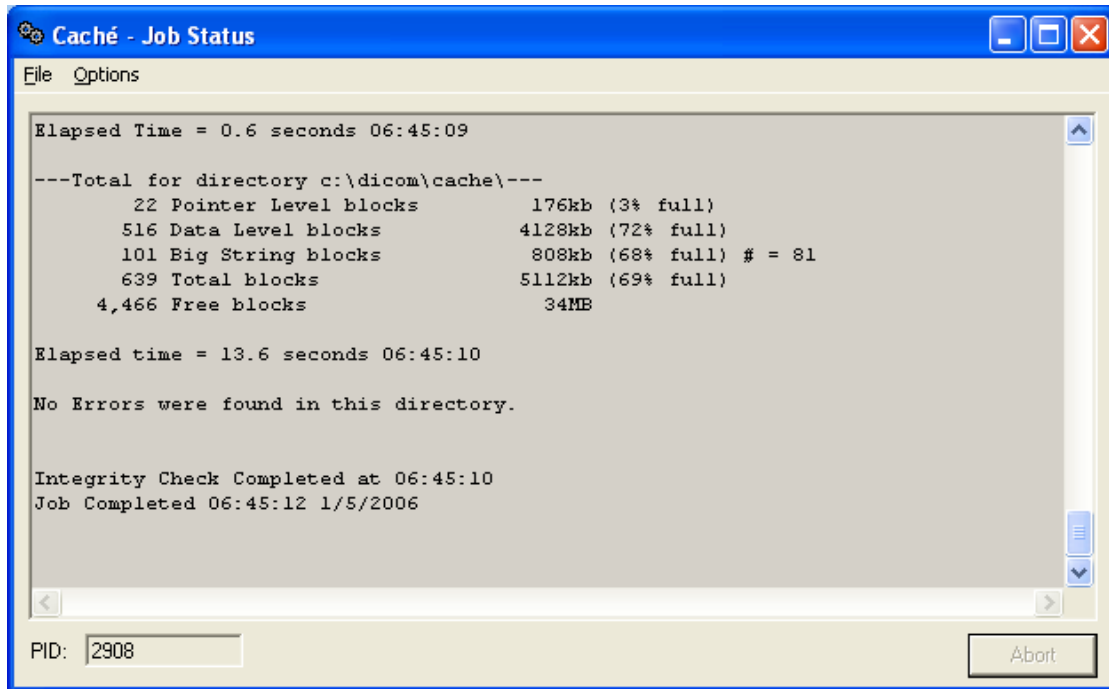 Caché - Job Status
File Options
Elapsed Time = 0.6 seconds 06:45:09
---Total for directory c:\dicom\cache\---
22 Pointer Level blocks 176kb (3% full)
516 Data Level blocks 4128kb (72% full)
101 Big String blocks 808kb (68% full) # = 81
639 Total blocks 5112kb (69% full)
4,466 Free blocks 34MB
Elapsed time = 13.6 seconds 06:45:10
No Errors were found in this directory.
Integrity Check Completed at 06:45:10
Job Completed 06:45:12 1/5/2006
PID: 2908
Abort